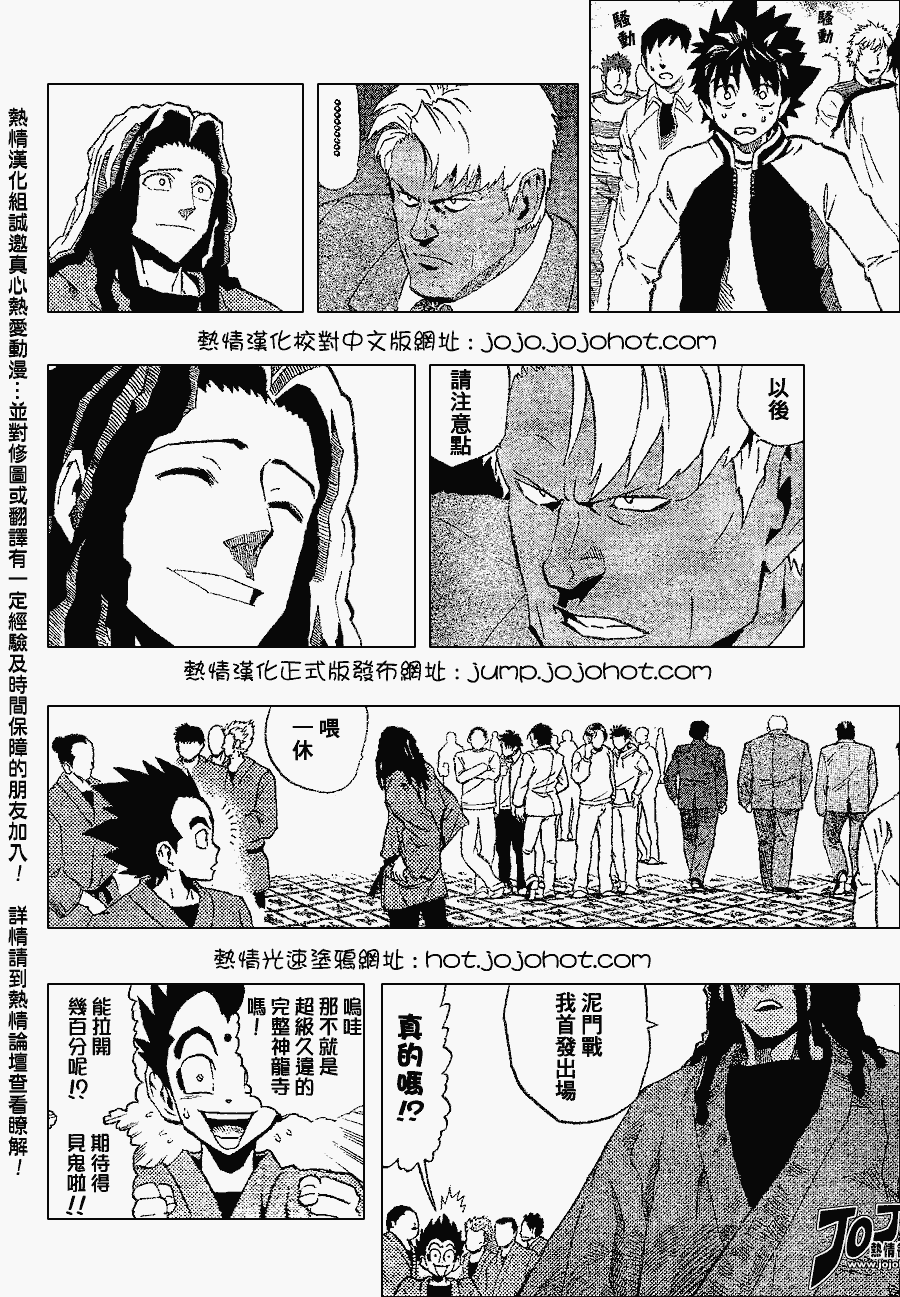 騷動
騷動
………
熱情漢化校對中文版網址：jojo.jojohot.com
以後
請注意點
熱情漢化正式版發布網址：jump.jojohot.com
喂
一休
熱情光速塗鴉網址：hot.jojohot.com
泥門戰
我首發出場
真的嗎!?
嗚哇
那不就是
超級久違的
完整神龍寺
嗎！
能拉開
幾百分呢!?
期待得
見鬼啦!!
熱情漢化組誠邀真心熱愛動漫…並對修圖或翻譯有一定經驗及時間保障的朋友加入！ 詳情請到熱情論壇查看瞭解！
熱情
www.jojo